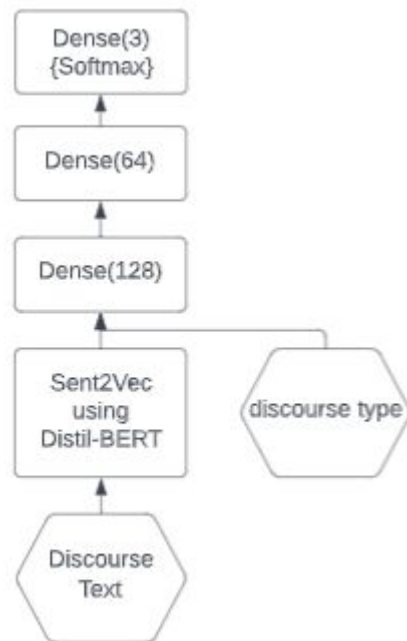 Dense(3)
{Softmax}
Dense(64)
Dense(128)
Sent2Vec
using
Distil-BERT
discourse type
Discourse
Text